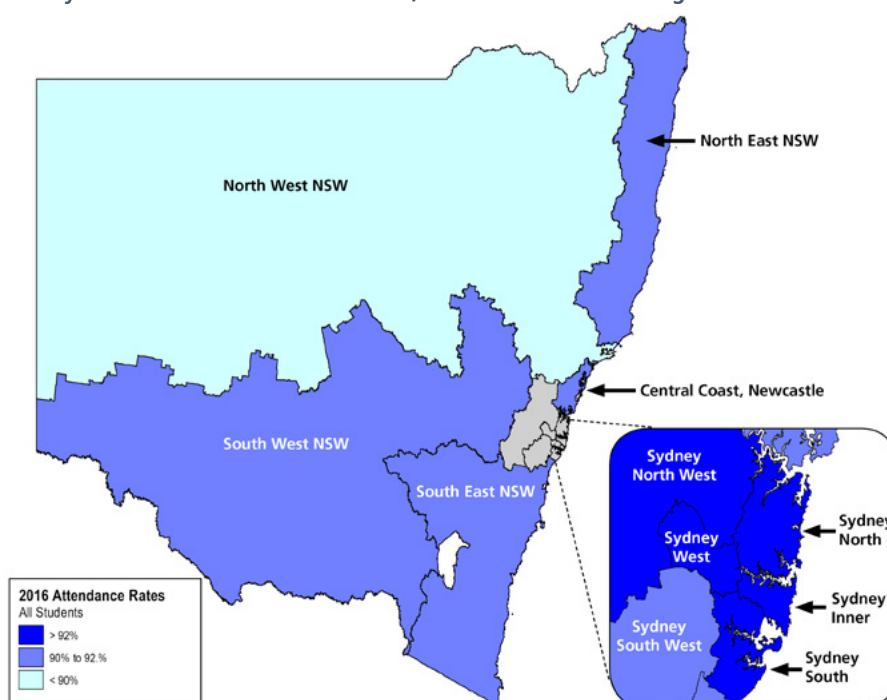 North East NSW
North West NSW
Central Coast, Newcastle
South West NSW
South East NSW
Sydney
North West
Sydney
West
Sydney
North
Sydney
Inner
Sydney
South West
Sydney
South
2016 Attendance Rates
All Students
> 92%
90% to 92.%
< 90%